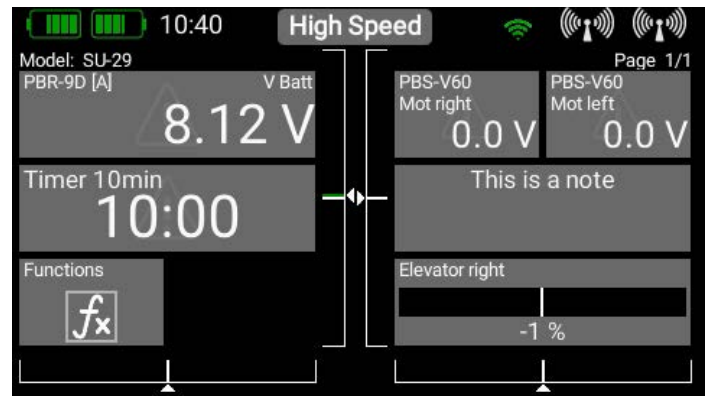 10:40 High Speed
Model: SU-29 Page 1/1
PBR-9D [A] V Batt
8.12 V
PBS-V60
Mot right
0.0 V
PBS-V60
Mot left
0.0 V
Timer 10min
10:00
This is a note
Functions
fx
Elevator right
-1 %